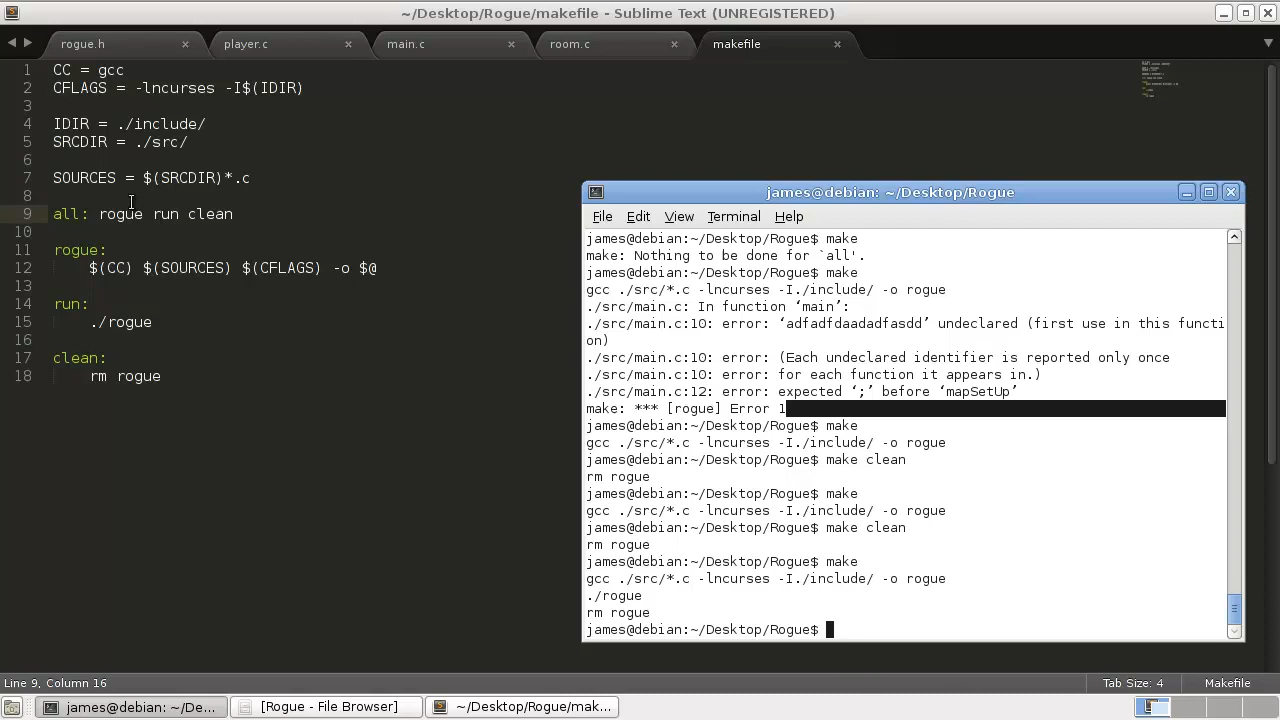 ~/Desktop/Rogue/makefile - Sublime Text (UNREGISTERED)
rogue.h
player.c
main.c
room.c
makefile
1 CC = gcc
2 CFLAGS = -lncurses -I$(IDIR)
3
4 IDIR = ./include/
5 SRCDIR = ./src/
6
7 SOURCES = $(SRCDIR)*.c
8
9 all: rogue run clean
10
11 rogue:
12 $(CC) $(SOURCES) $(CFLAGS) -o $@
13
14 run:
15 ./rogue
16
17 clean:
18 rm rogue
james@debian: ~/Desktop/Rogue
File Edit View Terminal Help
james@debian:~/Desktop/Rogue$ make
make: Nothing to be done for `all'.
james@debian:~/Desktop/Rogue$ make
gcc ./src/*.c -lncurses -I./include/ -o rogue
./src/main.c: In function ‘main’:
./src/main.c:10: error: ‘adfadfdaadadfasdd’ undeclared (first use in this functi
on)
./src/main.c:10: error: (Each undeclared identifier is reported only once
./src/main.c:10: error: for each function it appears in.)
./src/main.c:12: error: expected ‘;’ before ‘mapSetUp’
make: *** [rogue] Error 1
james@debian:~/Desktop/Rogue$ make
gcc ./src/*.c -lncurses -I./include/ -o rogue
james@debian:~/Desktop/Rogue$ make clean
rm rogue
james@debian:~/Desktop/Rogue$ make
gcc ./src/*.c -lncurses -I./include/ -o rogue
james@debian:~/Desktop/Rogue$ make clean
rm rogue
james@debian:~/Desktop/Rogue$ make
gcc ./src/*.c -lncurses -I./include/ -o rogue
./rogue
rm rogue
james@debian:~/Desktop/Rogue$
Line 9, Column 16
Tab Size: 4
Makefile
james@debian: ~/De...
[Rogue - File Browser]
~/Desktop/Rogue/mak...